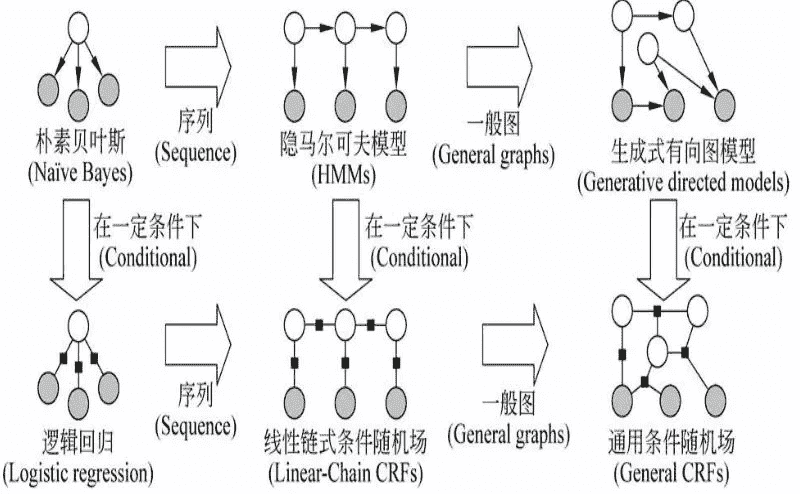 朴素贝叶斯
(Naïve Bayes)
序列
(Sequence)
隐马尔可夫模型
(HMMs)
一般图
(General graphs)
生成式有向图模型
(Generative directed models)
在一定条件下
(Conditional)
在一定条件下
(Conditional)
在一定条件下
(Conditional)
逻辑回归
(Logistic regression)
序列
(Sequence)
线性链式条件随机场
(Linear-Chain CRFs)
一般图
(General graphs)
通用条件随机场
(General CRFs)